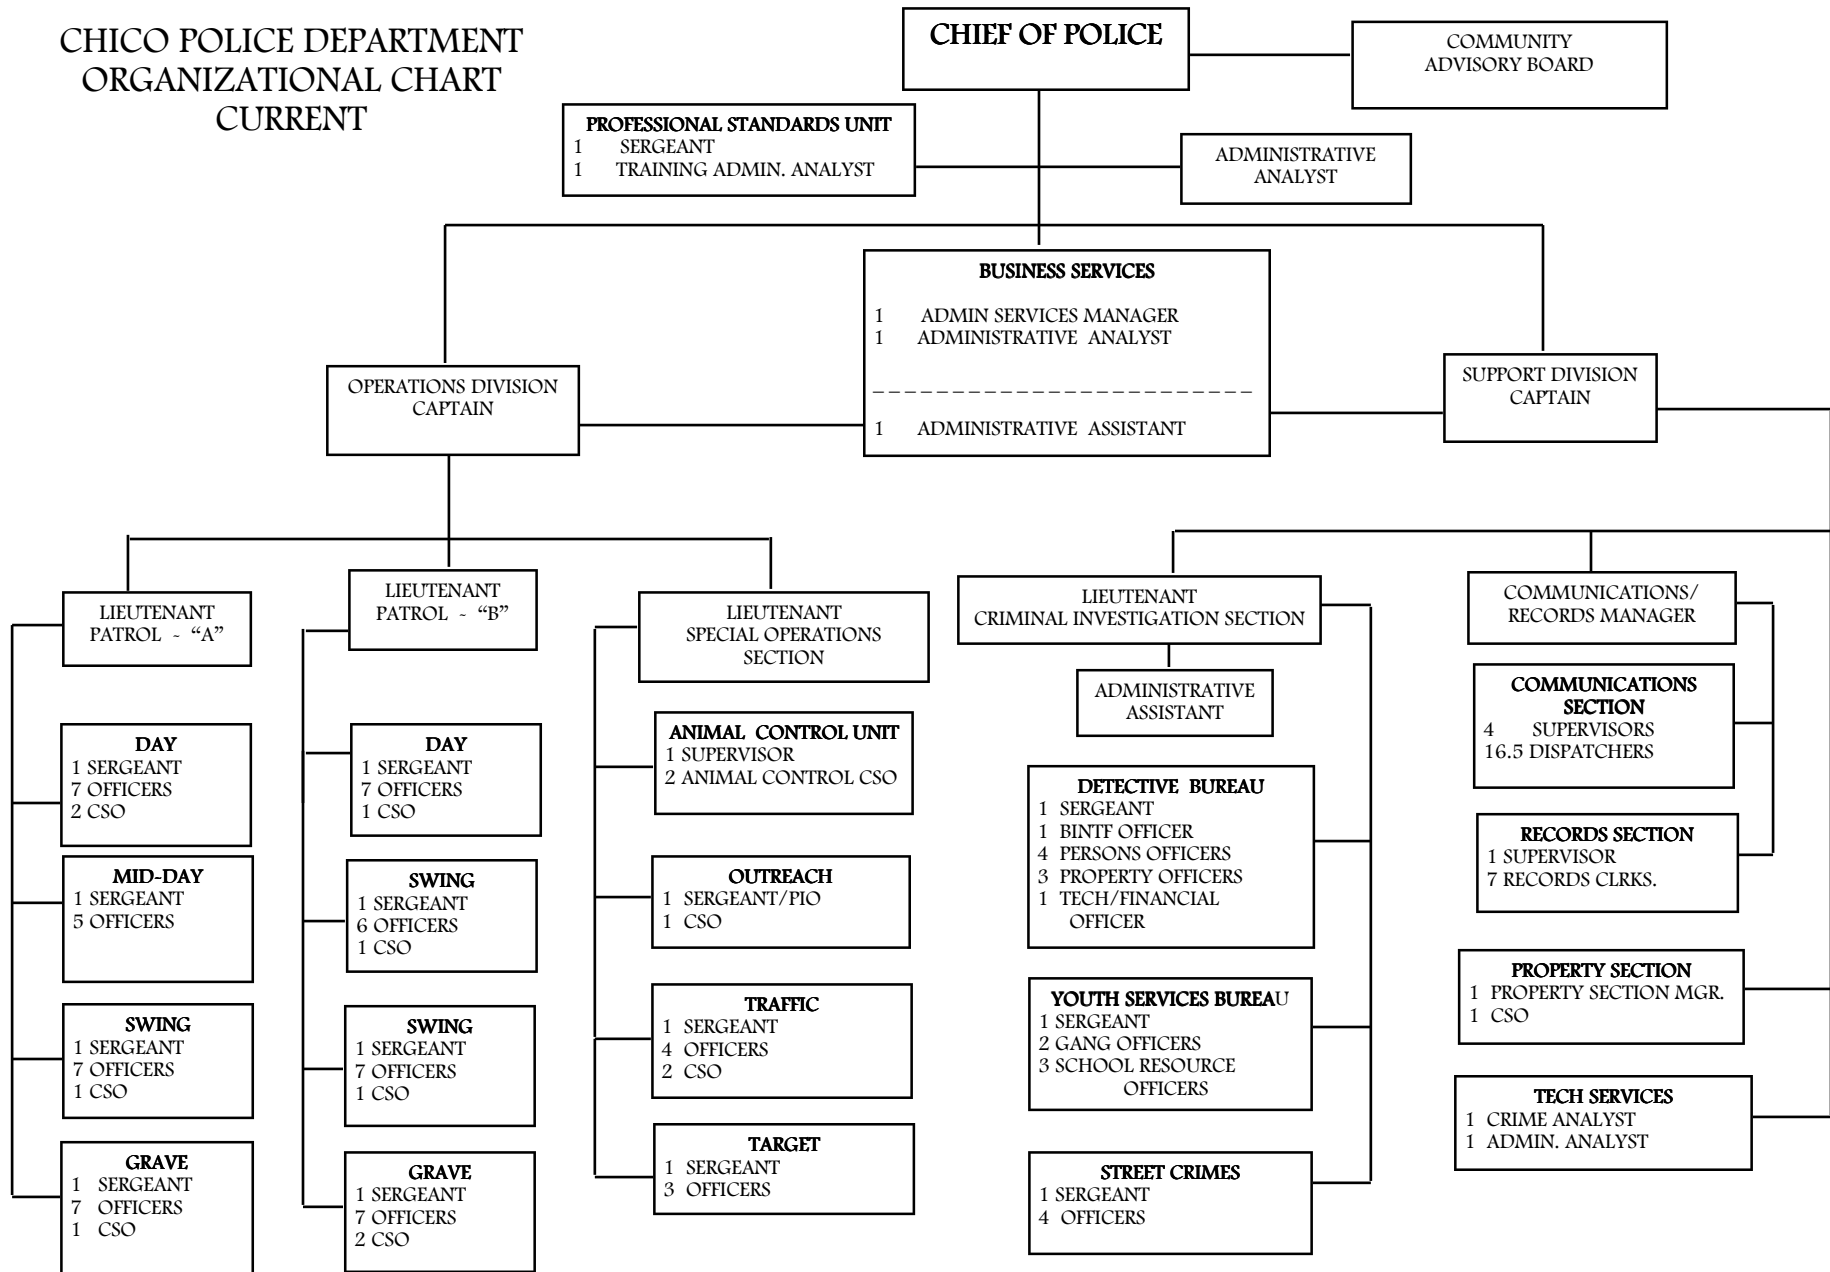 CHICO POLICE DEPARTMENT
ORGANIZATIONAL CHART
CURRENT
CHIEF OF POLICE
COMMUNITY
ADVISORY BOARD
PROFESSIONAL STANDARDS UNIT
1 SERGEANT
1 TRAINING ADMIN. ANALYST
ADMINISTRATIVE
ANALYST
BUSINESS SERVICES
1 ADMIN SERVICES MANAGER
1 ADMINISTRATIVE ANALYST
________________________
1 ADMINISTRATIVE ASSISTANT
OPERATIONS DIVISION
CAPTAIN
SUPPORT DIVISION
CAPTAIN
LIEUTENANT
PATROL ~ “A”
DAY
1 SERGEANT
7 OFFICERS
2 CSO
MID-DAY
1 SERGEANT
5 OFFICERS
SWING
1 SERGEANT
7 OFFICERS
1 CSO
GRAVE
1 SERGEANT
7 OFFICERS
1 CSO
LIEUTENANT
PATROL ~ “B”
DAY
1 SERGEANT
7 OFFICERS
1 CSO
SWING
1 SERGEANT
6 OFFICERS
1 CSO
SWING
1 SERGEANT
7 OFFICERS
1 CSO
GRAVE
1 SERGEANT
7 OFFICERS
2 CSO
LIEUTENANT
SPECIAL OPERATIONS
SECTION
ANIMAL CONTROL UNIT
1 SUPERVISOR
2 ANIMAL CONTROL CSO
OUTREACH
1 SERGEANT/PIO
1 CSO
TRAFFIC
1 SERGEANT
4 OFFICERS
2 CSO
TARGET
1 SERGEANT
3 OFFICERS
LIEUTENANT
CRIMINAL INVESTIGATION SECTION
ADMINISTRATIVE
ASSISTANT
DETECTIVE BUREAU
1 SERGEANT
1 BINTF OFFICER
4 PERSONS OFFICERS
3 PROPERTY OFFICERS
1 TECH/FINANCIAL
OFFICER
YOUTH SERVICES BUREAU
1 SERGEANT
2 GANG OFFICERS
3 SCHOOL RESOURCE
OFFICERS
STREET CRIMES
1 SERGEANT
4 OFFICERS
COMMUNICATIONS/
RECORDS MANAGER
COMMUNICATIONS
SECTION
4 SUPERVISORS
16.5 DISPATCHERS
RECORDS SECTION
1 SUPERVISOR
7 RECORDS CLRKS.
PROPERTY SECTION
1 PROPERTY SECTION MGR.
1 CSO
TECH SERVICES
1 CRIME ANALYST
1 ADMIN. ANALYST